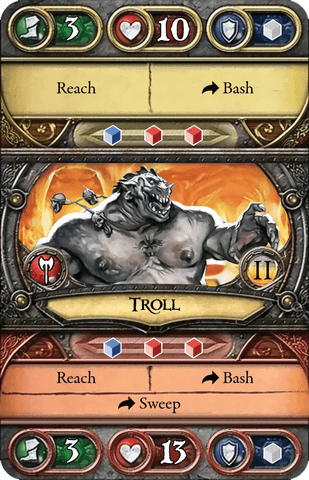 3 10
Reach Bash
II
TROLL
Reach Bash
Sweep
3 13